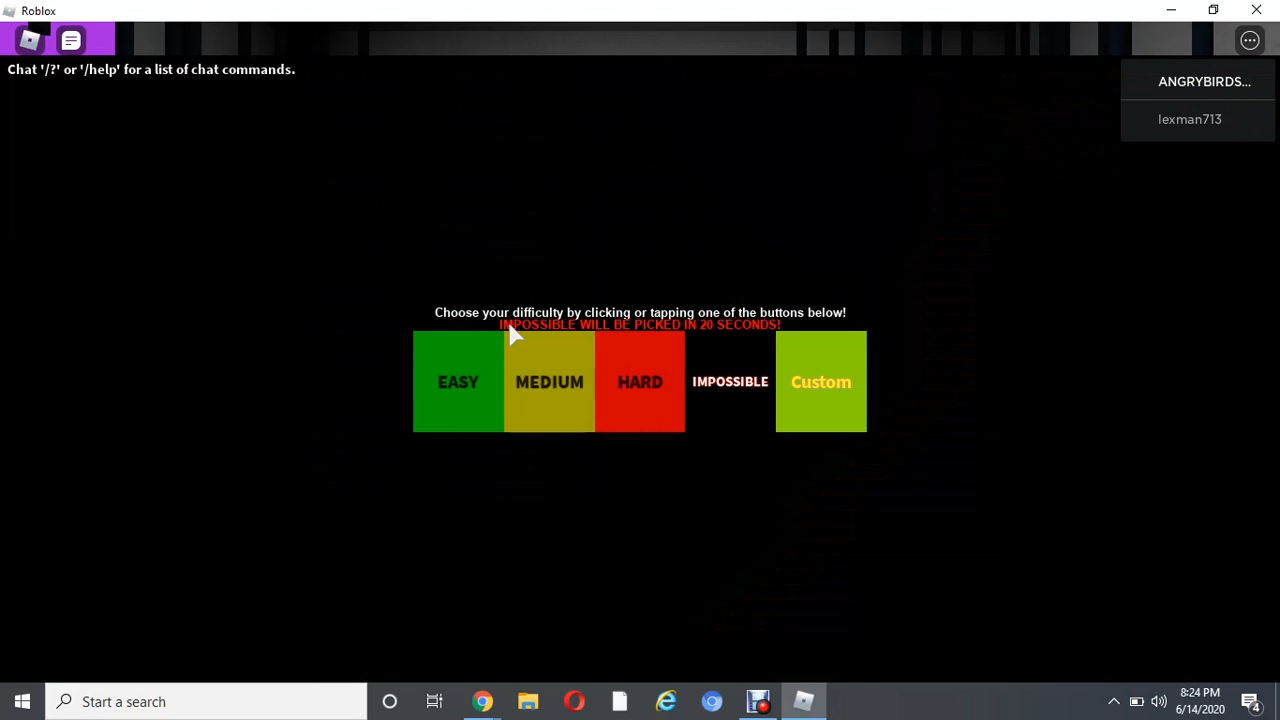 Roblox
Chat '/?' or '/help' for a list of chat commands.
ANGRYBIRDS...
lexman713
Choose your difficulty by clicking or tapping one of the buttons below!
IMPOSSIBLE WILL BE PICKED IN 20 SECONDS!
EASY MEDIUM HARD IMPOSSIBLE Custom
Start a search
8:24 PM
6/14/2020
4